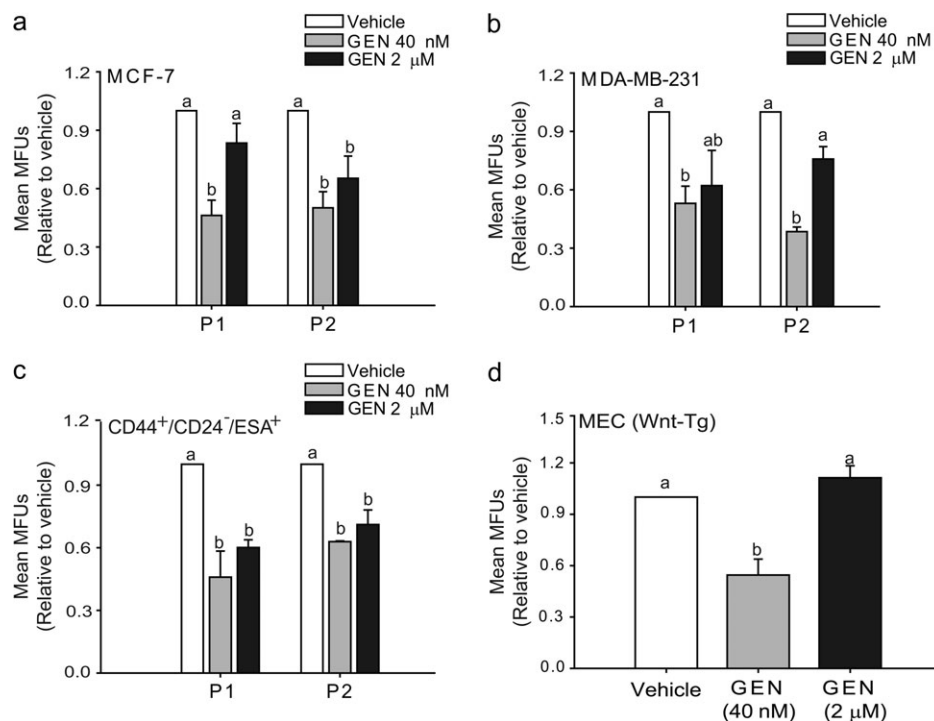 a
Vehicle
GEN 40 nM
GEN 2 μM
MCF-7
Mean MFUs
(Relative to vehicle)
1.2
0.9
0.6
0.3
0.0
a
b
a
a
b
b
P1
P2
b
Vehicle
GEN 40 nM
GEN 2 μM
MDA-MB-231
Mean MFUs
(Relative to vehicle)
1.2
0.9
0.6
0.3
0.0
a
b
ab
a
b
a
P1
P2
c
Vehicle
GEN 40 nM
GEN 2 μM
CD44+/CD24-/ESA+
Mean MFUs
(Relative to vehicle)
1.2
0.9
0.6
0.3
0.0
a
b
b
a
b
b
P1
P2
d
MEC (Wnt-Tg)
Mean MFUs
(Relative to vehicle)
1.5
1.2
0.9
0.6
0.3
0.0
a
b
a
Vehicle
GEN
(40 nM)
GEN
(2 μM)